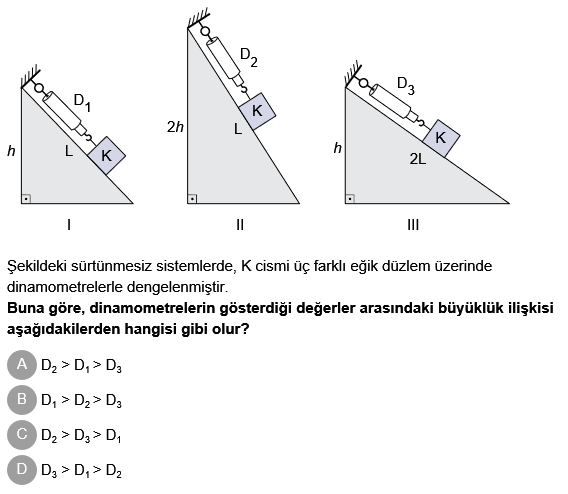 D₂
D₁
D₃
K
2h
L
h
L
K
h
2L
K
I
II
III
Şekildeki sürtünmesiz sistemlerde, K cismi üç farklı eğik düzlem üzerinde
dinamometrelerle dengelenmiştir.
Buna göre, dinamometrelerin gösterdiği değerler arasındaki büyüklük ilişkisi
aşağıdakilerden hangisi gibi olur?
A D₂ > D₁ > D₃
B D₁ > D₂ > D₃
C D₂ > D₃ > D₁
D D₃ > D₁ > D₂